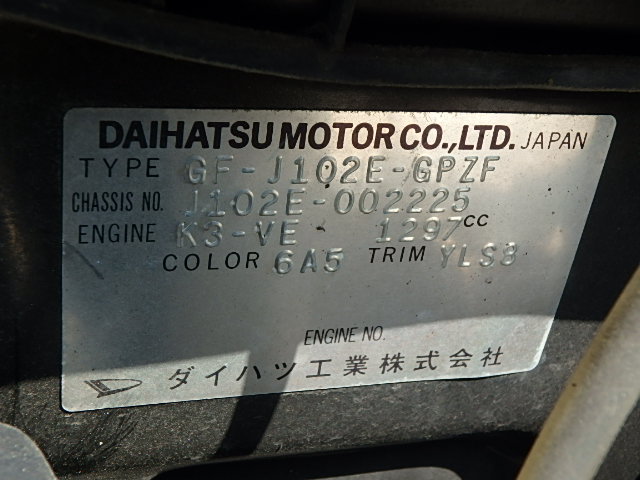 DAIHATSU MOTOR CO.,LTD. JAPAN
TYPE GF-J102E-GPZF
CHASSIS NO. J102E-002225
ENGINE K3-VE 1297CC
COLOR 6A5 TRIM YLS8
ENGINE NO.
ダイハツ工業株式会社